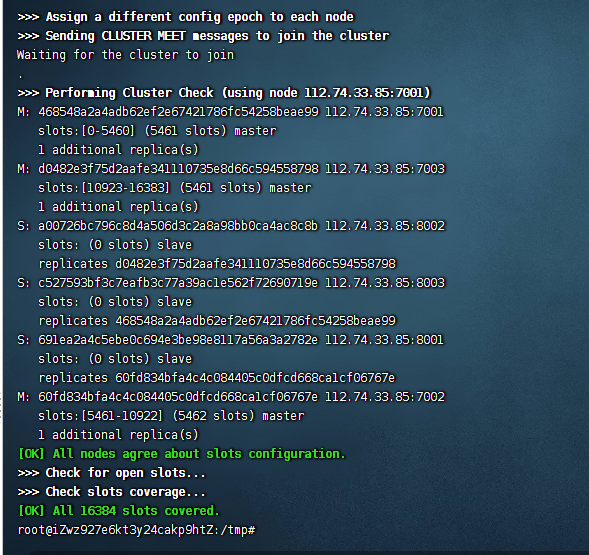 >>> Assign a different config epoch to each node
>>> Sending CLUSTER MEET messages to join the cluster
Waiting for the cluster to join
.
>>> Performing Cluster Check (using node 112.74.33.85:7001)
M: 468548a2a4adb62ef2e67421786fc54258beae99 112.74.33.85:7001
   slots:[0-5460] (5461 slots) master
   1 additional replica(s)
M: d0482e3f75d2aafe341110735e8d66c594558798 112.74.33.85:7003
   slots:[10923-16383] (5461 slots) master
   1 additional replica(s)
S: a00726bc796c8d4a506d3c2a8a98bb0ca4ac8c8b 112.74.33.85:8002
   slots: (0 slots) slave
   replicates d0482e3f75d2aafe341110735e8d66c594558798
S: c527593bf3c7eafb3c77a39ac1e562f72690719e 112.74.33.85:8003
   slots: (0 slots) slave
   replicates 468548a2a4adb62ef2e67421786fc54258beae99
S: 691ea2a4c5ebe0c694e3be98e8117a56a3a2782e 112.74.33.85:8001
   slots: (0 slots) slave
   replicates 60fd834bfa4c4c084405c0dfcd668ca1cf06767e
M: 60fd834bfa4c4c084405c0dfcd668ca1cf06767e 112.74.33.85:7002
   slots:[5461-10922] (5462 slots) master
   1 additional replica(s)
[OK] All nodes agree about slots configuration.
>>> Check for open slots...
>>> Check slots coverage...
[OK] All 16384 slots covered.
root@iZwz927e6kt3y24cakp9htZ:/tmp#